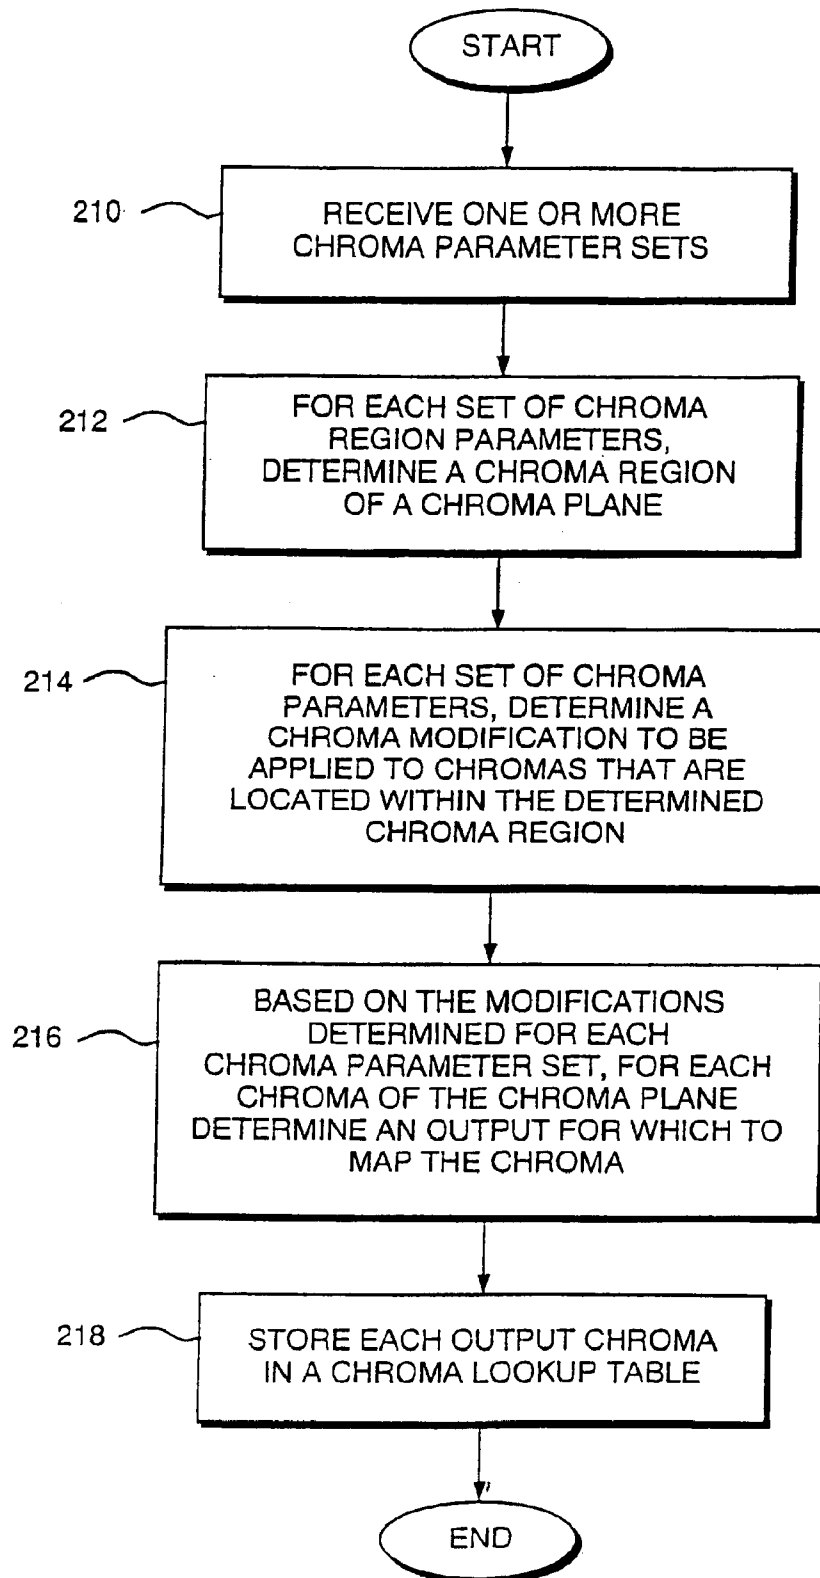 START
210
RECEIVE ONE OR MORE
CHROMA PARAMETER SETS
212
FOR EACH SET OF CHROMA
REGION PARAMETERS,
DETERMINE A CHROMA REGION
OF A CHROMA PLANE
214
FOR EACH SET OF CHROMA
PARAMETERS, DETERMINE A
CHROMA MODIFICATION TO BE
APPLIED TO CHROMAS THAT ARE
LOCATED WITHIN THE DETERMINED
CHROMA REGION
216
BASED ON THE MODIFICATIONS
DETERMINED FOR EACH
CHROMA PARAMETER SET, FOR EACH
CHROMA OF THE CHROMA PLANE
DETERMINE AN OUTPUT FOR WHICH TO
MAP THE CHROMA
218
STORE EACH OUTPUT CHROMA
IN A CHROMA LOOKUP TABLE
END